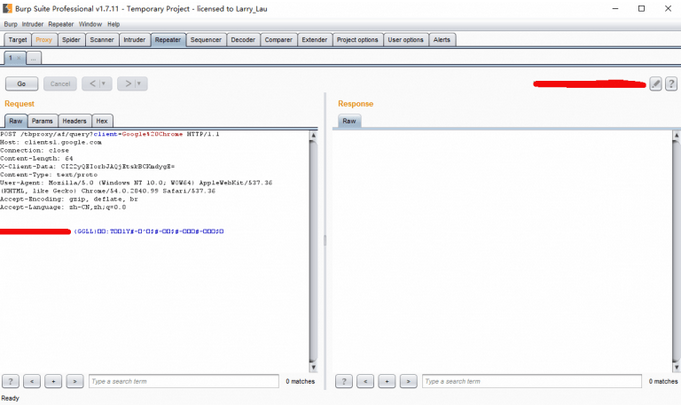 Burp Suite Professional v1.7.11 - Temporary Project - licensed to Larry_Lau
Burp Intruder Repeater Window Help
Target Proxy Spider Scanner Intruder Repeater Sequencer Decoder Comparer Extender Project options User options Alerts
1 × ...
Go Cancel < > ?
Request
Raw Params Headers Hex
POST /tbproxy/af/query?client=Google%20Chrome HTTP/1.1
Host: clients1.google.com
Connection: close
Content-Length: 64
Content-Type: text/proto
User-Agent: Mozilla/5.0 (Windows NT 10.0; WOW64) AppleWebKit/537.36
(KHTML, like Gecko) Chrome/54.0.2840.99 Safari/537.36
Accept-Encoding: gzip, deflate, br
Accept-Language: zh-CN,zh;q=0.8
Response
Raw
? < + > Type a search term 0 matches
? < + > Type a search term 0 matches
Ready